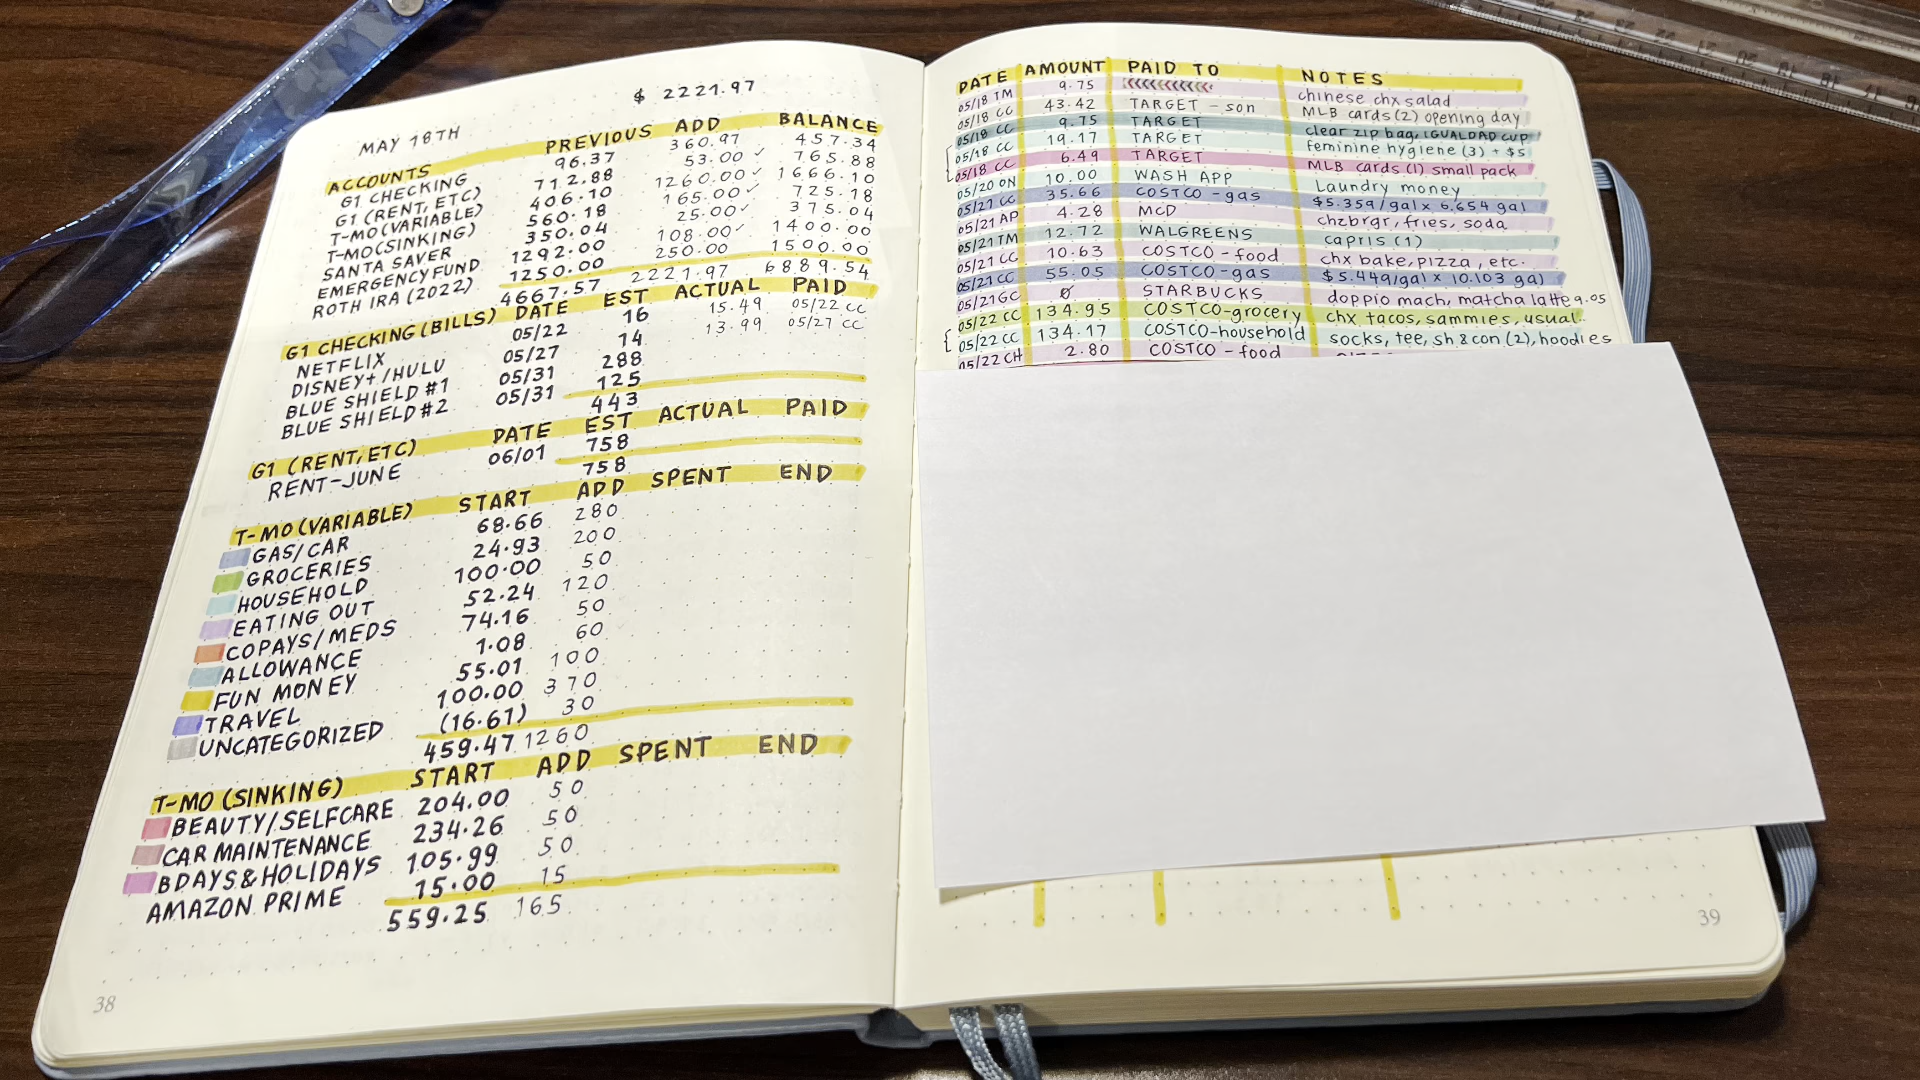 $ 2221.97
MAY 18TH
ACCOUNTS PREVIOUS ADD BALANCE
G1 CHECKING 96.37 360.97 457.34
G1 (RENT, ETC) 712.88 53.00 ✓ 765.88
T-MO (VARIABLE) 406.10 1260.00 ✓ 1666.10
T-MO (SINKING) 560.18 165.00 ✓ 725.18
SANTA SAVER 350.04 25.00 ✓ 375.04
EMERGENCY FUND 1292.00 108.00 ✓ 1400.00
ROTH IRA (2022) 1250.00 250.00 1500.00
4667.57 2221.97 6889.54
G1 CHECKING (BILLS) DATE EST ACTUAL PAID
NETFLIX 05/22 16 15.49 05/22 CC
DISNEY+/HULU 05/27 14 13.99 05/27 CC
BLUE SHIELD #1 05/31 288
BLUE SHIELD #2 05/31 125
443
G1 (RENT, ETC) DATE EST ACTUAL PAID
RENT-JUNE 06/01 758
758
T-MO (VARIABLE) START ADD SPENT END
GAS/CAR 68.66 280
GROCERIES 24.93 200
HOUSEHOLD 100.00 50
EATING OUT 52.24 120
COPAYS/MEDS 74.16 50
ALLOWANCE 1.08 60
FUN MONEY 55.01 100
TRAVEL 100.00 370
UNCATEGORIZED (16.61) 30
459.47 1260
T-MO (SINKING) START ADD SPENT END
BEAUTY/SELFCARE 204.00 50
CAR MAINTENANCE 234.26 50
BDAYS & HOLIDAYS 105.99 50
AMAZON PRIME 15.00 15
559.25 165
38
DATE AMOUNT PAID TO NOTES
05/18 TM 9.75 chinese chx salad
05/18 CC 43.42 TARGET - son MLB cards (2) opening day
05/18 CC 9.75 TARGET clear zip bag, IGUALDAD CUP
05/18 CC 19.17 TARGET feminine hygiene (3) + $5
05/18 CC 6.49 TARGET MLB cards (1) small pack
05/20 ON 10.00 WASH APP Laundry money
05/21 CC 35.66 COSTCO - gas $5.359/gal x 6.654 gal
05/21 AP 4.28 MCD chzbrgr, fries, soda
05/21 TM 12.72 WALGREENS capris (1)
05/21 CC 10.63 COSTCO - food chx bake, pizza, etc.
05/21 CC 55.05 COSTCO - gas $5.449/gal x 10.103 gal
05/21 GC Ø STARBUCKS doppio mach, matcha latte 9.05
05/22 CC 134.95 COSTCO-grocery chx tacos, sammies, usual
05/22 CC 134.17 COSTCO-household socks, tee, sh & con (2), hoodies
05/22 CH 2.80 COSTCO - food
39